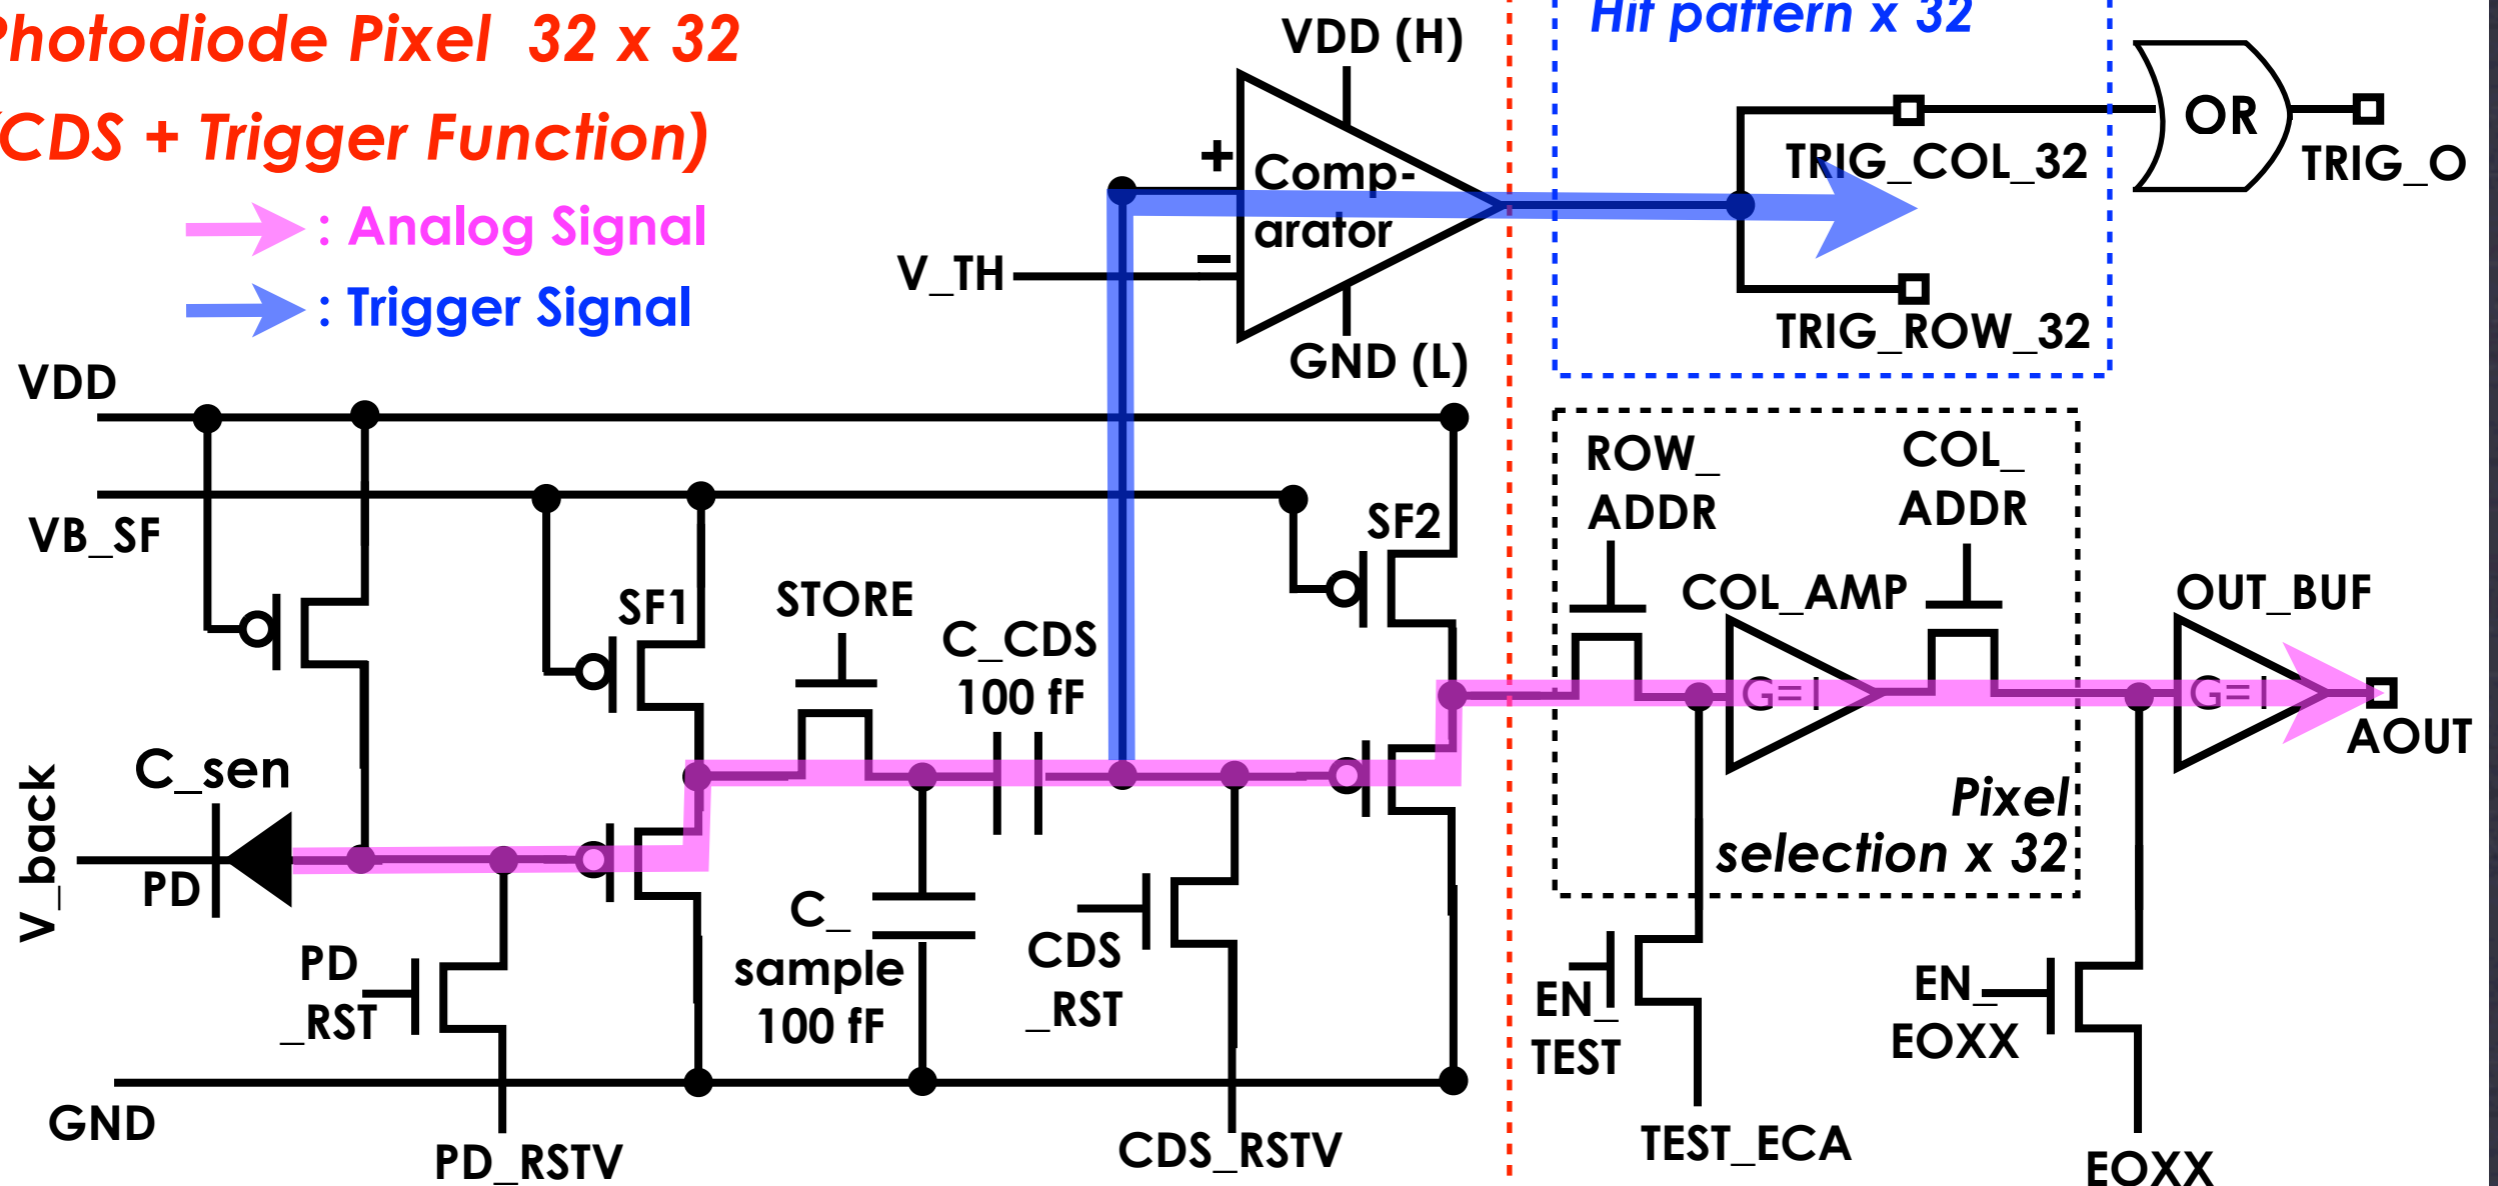 Photodiode Pixel 32 x 32
(CDS + Trigger Function)
: Analog Signal
: Trigger Signal
VDD (H)
+
Comp-
arator
V_TH
–
GND (L)
Hit pattern x 32
TRIG_COL_32
OR
TRIG_O
TRIG_ROW_32
VDD
VB_SF
SF1
STORE
C_CDS
100 fF
SF2
ROW_
ADDR
COL_
ADDR
COL_AMP
G=1
OUT_BUF
G=1
AOUT
Pixel
selection x 32
C_sen
V_back
PD
PD
_RST
C_
sample
100 fF
CDS
_RST
EN_
TEST
EN_
EOXX
GND
PD_RSTV
CDS_RSTV
TEST_ECA
EOXX